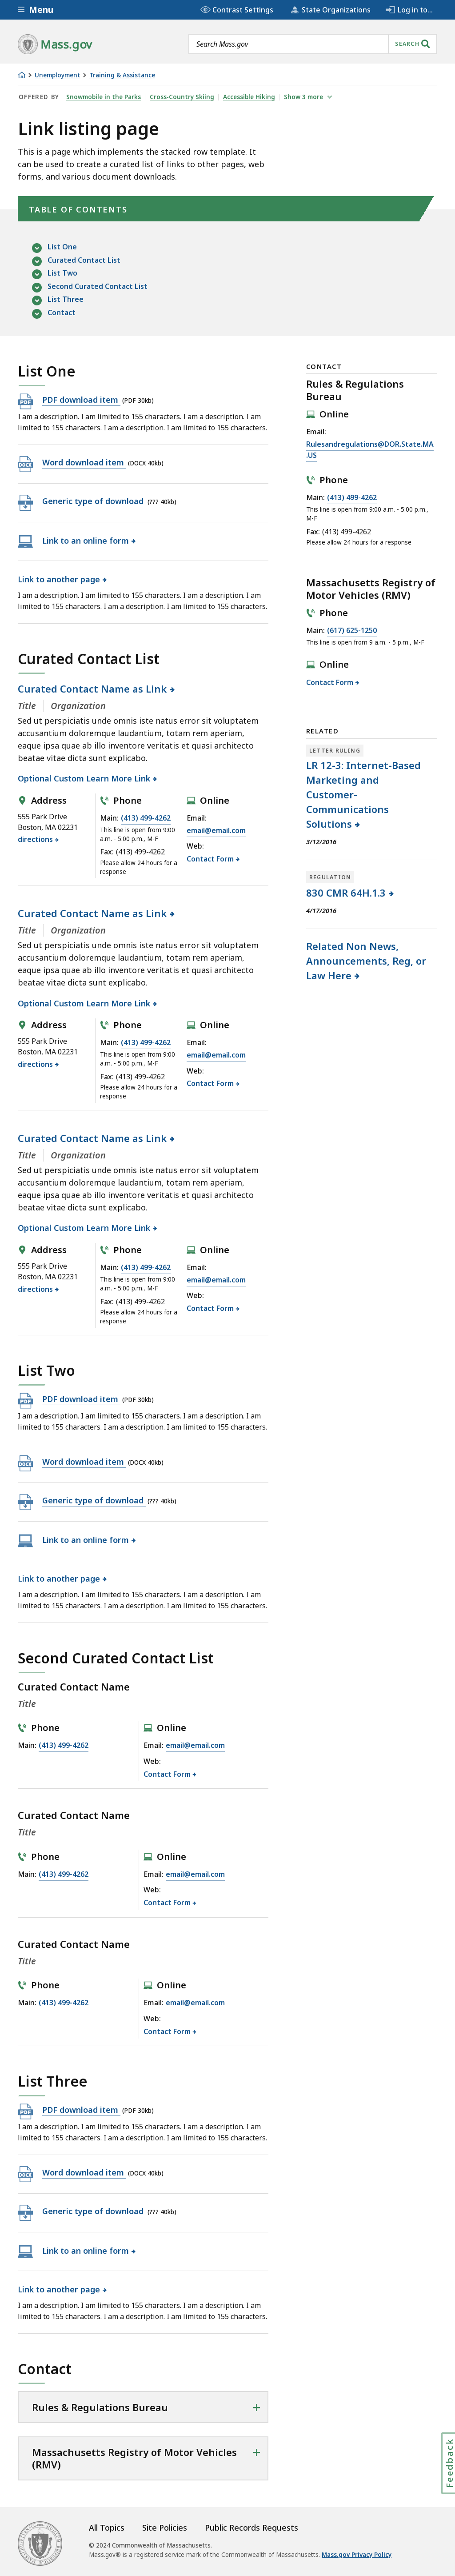 Menu
Contrast Settings
State Organizations
Log in to...
Mass.gov
Search Mass.gov
SEARCH
Unemployment
Training & Assistance
OFFERED BY Snowmobile in the Parks Cross-Country Skiing Accessible Hiking Show 3 more
Link listing page
This is a page which implements the stacked row template. It
can be used to create a curated list of links to other pages, web
forms, and various document downloads.
TABLE OF CONTENTS
List One
Curated Contact List
List Two
Second Curated Contact List
List Three
Contact
List One
PDF download item (PDF 30kb)
I am a description. I am limited to 155 characters. I am a description. I am
limited to 155 characters. I am a description. I am limited to 155 characters.
Word download item (DOCX 40kb)
Generic type of download (??? 40kb)
Link to an online form
Link to another page
I am a description. I am limited to 155 characters. I am a description. I am
limited to 155 characters. I am a description. I am limited to 155 characters.
Curated Contact List
Curated Contact Name as Link
Title Organization
Sed ut perspiciatis unde omnis iste natus error sit voluptatem
accusantium doloremque laudantium, totam rem aperiam,
eaque ipsa quae ab illo inventore veritatis et quasi architecto
beatae vitae dicta sunt explicabo.
Optional Custom Learn More Link
Address
555 Park Drive
Boston, MA 02231
directions
Phone
Main: (413) 499-4262
This line is open from 9:00
a.m. - 5:00 p.m., M-F
Fax: (413) 499-4262
Please allow 24 hours for a
response
Online
Email:
email@email.com
Web:
Contact Form
Curated Contact Name as Link
Title Organization
Sed ut perspiciatis unde omnis iste natus error sit voluptatem
accusantium doloremque laudantium, totam rem aperiam,
eaque ipsa quae ab illo inventore veritatis et quasi architecto
beatae vitae dicta sunt explicabo.
Optional Custom Learn More Link
Address
555 Park Drive
Boston, MA 02231
directions
Phone
Main: (413) 499-4262
This line is open from 9:00
a.m. - 5:00 p.m., M-F
Fax: (413) 499-4262
Please allow 24 hours for a
response
Online
Email:
email@email.com
Web:
Contact Form
Curated Contact Name as Link
Title Organization
Sed ut perspiciatis unde omnis iste natus error sit voluptatem
accusantium doloremque laudantium, totam rem aperiam,
eaque ipsa quae ab illo inventore veritatis et quasi architecto
beatae vitae dicta sunt explicabo.
Optional Custom Learn More Link
Address
555 Park Drive
Boston, MA 02231
directions
Phone
Main: (413) 499-4262
This line is open from 9:00
a.m. - 5:00 p.m., M-F
Fax: (413) 499-4262
Please allow 24 hours for a
response
Online
Email:
email@email.com
Web:
Contact Form
List Two
PDF download item (PDF 30kb)
I am a description. I am limited to 155 characters. I am a description. I am
limited to 155 characters. I am a description. I am limited to 155 characters.
Word download item (DOCX 40kb)
Generic type of download (??? 40kb)
Link to an online form
Link to another page
I am a description. I am limited to 155 characters. I am a description. I am
limited to 155 characters. I am a description. I am limited to 155 characters.
Second Curated Contact List
Curated Contact Name
Title
Phone
Main: (413) 499-4262
Online
Email: email@email.com
Web:
Contact Form
Curated Contact Name
Title
Phone
Main: (413) 499-4262
Online
Email: email@email.com
Web:
Contact Form
Curated Contact Name
Title
Phone
Main: (413) 499-4262
Online
Email: email@email.com
Web:
Contact Form
List Three
PDF download item (PDF 30kb)
I am a description. I am limited to 155 characters. I am a description. I am
limited to 155 characters. I am a description. I am limited to 155 characters.
Word download item (DOCX 40kb)
Generic type of download (??? 40kb)
Link to an online form
Link to another page
I am a description. I am limited to 155 characters. I am a description. I am
limited to 155 characters. I am a description. I am limited to 155 characters.
Contact
Rules & Regulations Bureau
Massachusetts Registry of Motor Vehicles
(RMV)
CONTACT
Rules & Regulations
Bureau
Online
Email:
Rulesandregulations@DOR.State.MA
.US
Phone
Main: (413) 499-4262
This line is open from 9:00 a.m. - 5:00 p.m.,
M-F
Fax: (413) 499-4262
Please allow 24 hours for a response
Massachusetts Registry of
Motor Vehicles (RMV)
Phone
Main: (617) 625-1250
This line is open from 9 a.m. - 5 p.m., M-F
Online
Contact Form
RELATED
LETTER RULING
LR 12-3: Internet-Based
Marketing and
Customer-
Communications
Solutions
3/12/2016
REGULATION
830 CMR 64H.1.3
4/17/2016
Related Non News,
Announcements, Reg, or
Law Here
Feedback
All Topics Site Policies Public Records Requests
© 2024 Commonwealth of Massachusetts.
Mass.gov® is a registered service mark of the Commonwealth of Massachusetts. Mass.gov Privacy Policy